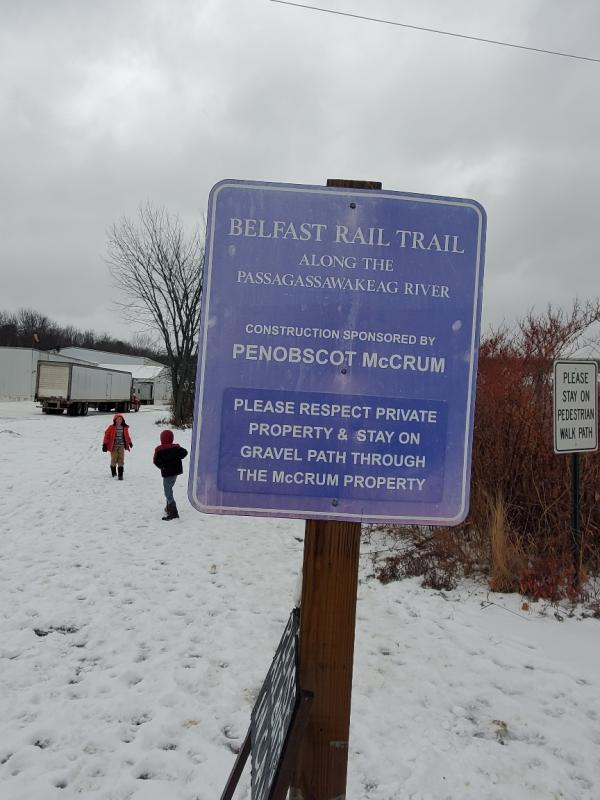 BELFAST RAIL TRAIL
ALONG THE
PASSAGASSAWAKEAG RIVER
CONSTRUCTION SPONSORED BY
PENOBSCOT McCRUM
PLEASE RESPECT PRIVATE
PROPERTY & STAY ON
GRAVEL PATH THROUGH
THE McCRUM PROPERTY
PLEASE
STAY ON
PEDESTRIAN
WALK PATH